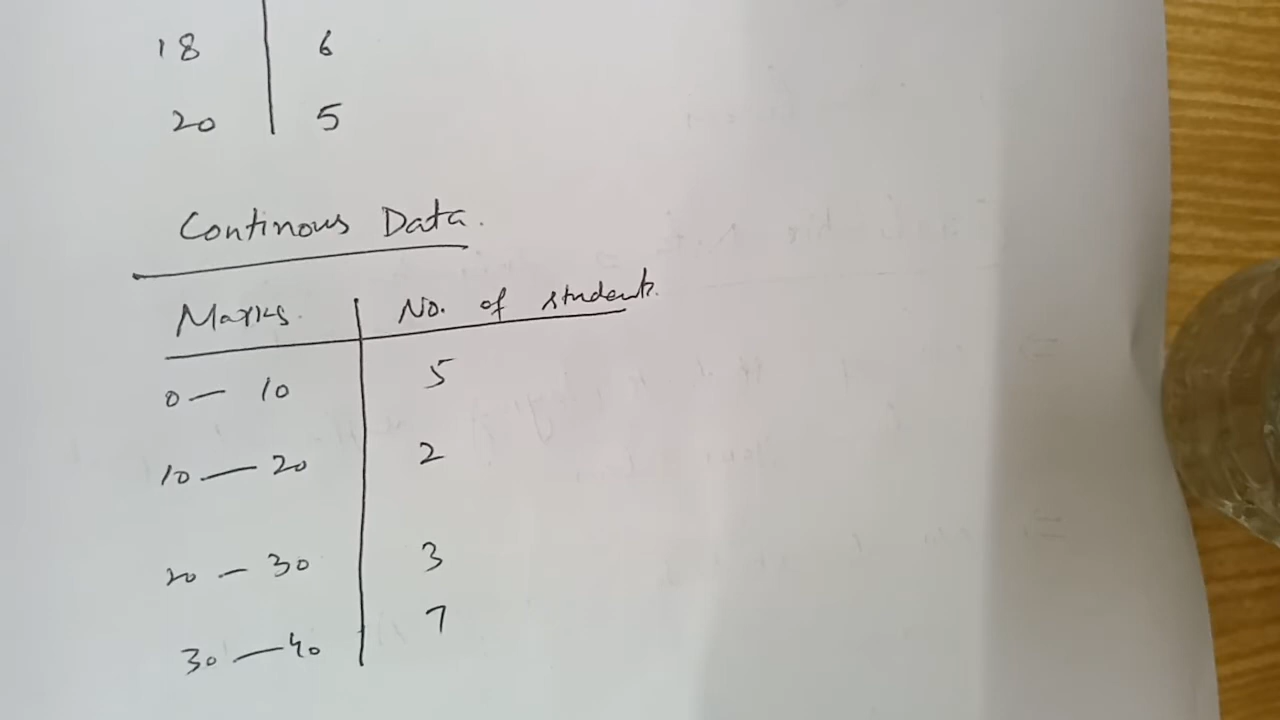 18 6
20 5
Continous Data.
Marks. No. of students.
0 — 10 5
10 — 20 2
20 — 30 3
30 — 40 7